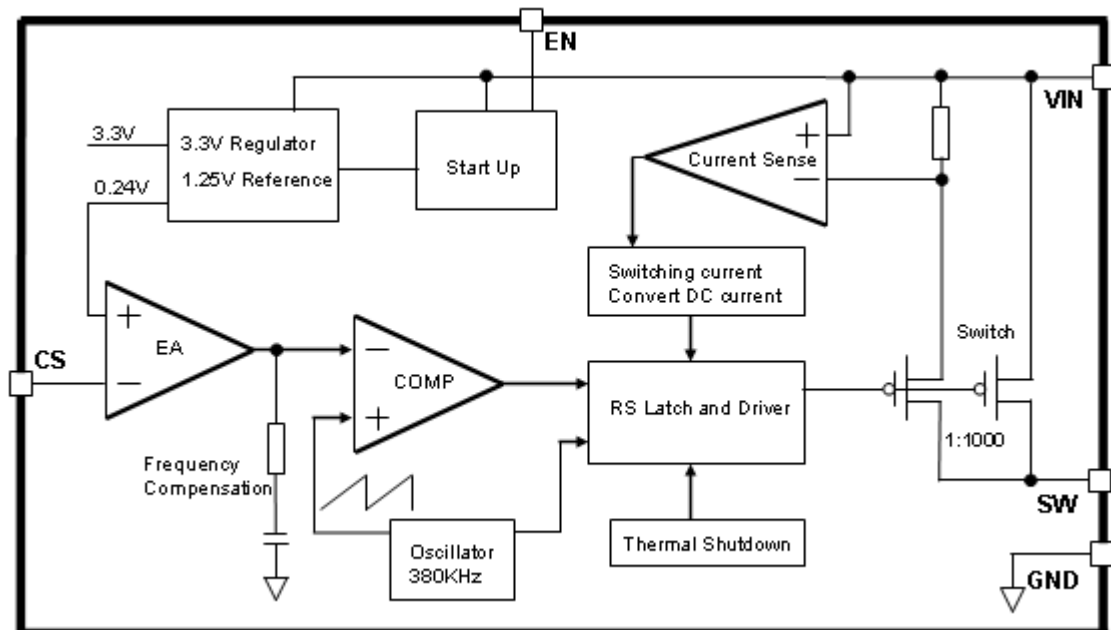 EN
VIN
3.3V
3.3V Regulator
1.25V Reference
0.24V
Start Up
+
Current Sense
−
Switching current
Convert DC current
Switch
CS
+
EA
−
−
COMP
+
RS Latch and Driver
1:1000
Frequency
Compensation
SW
Oscillator
380KHz
Thermal Shutdown
GND